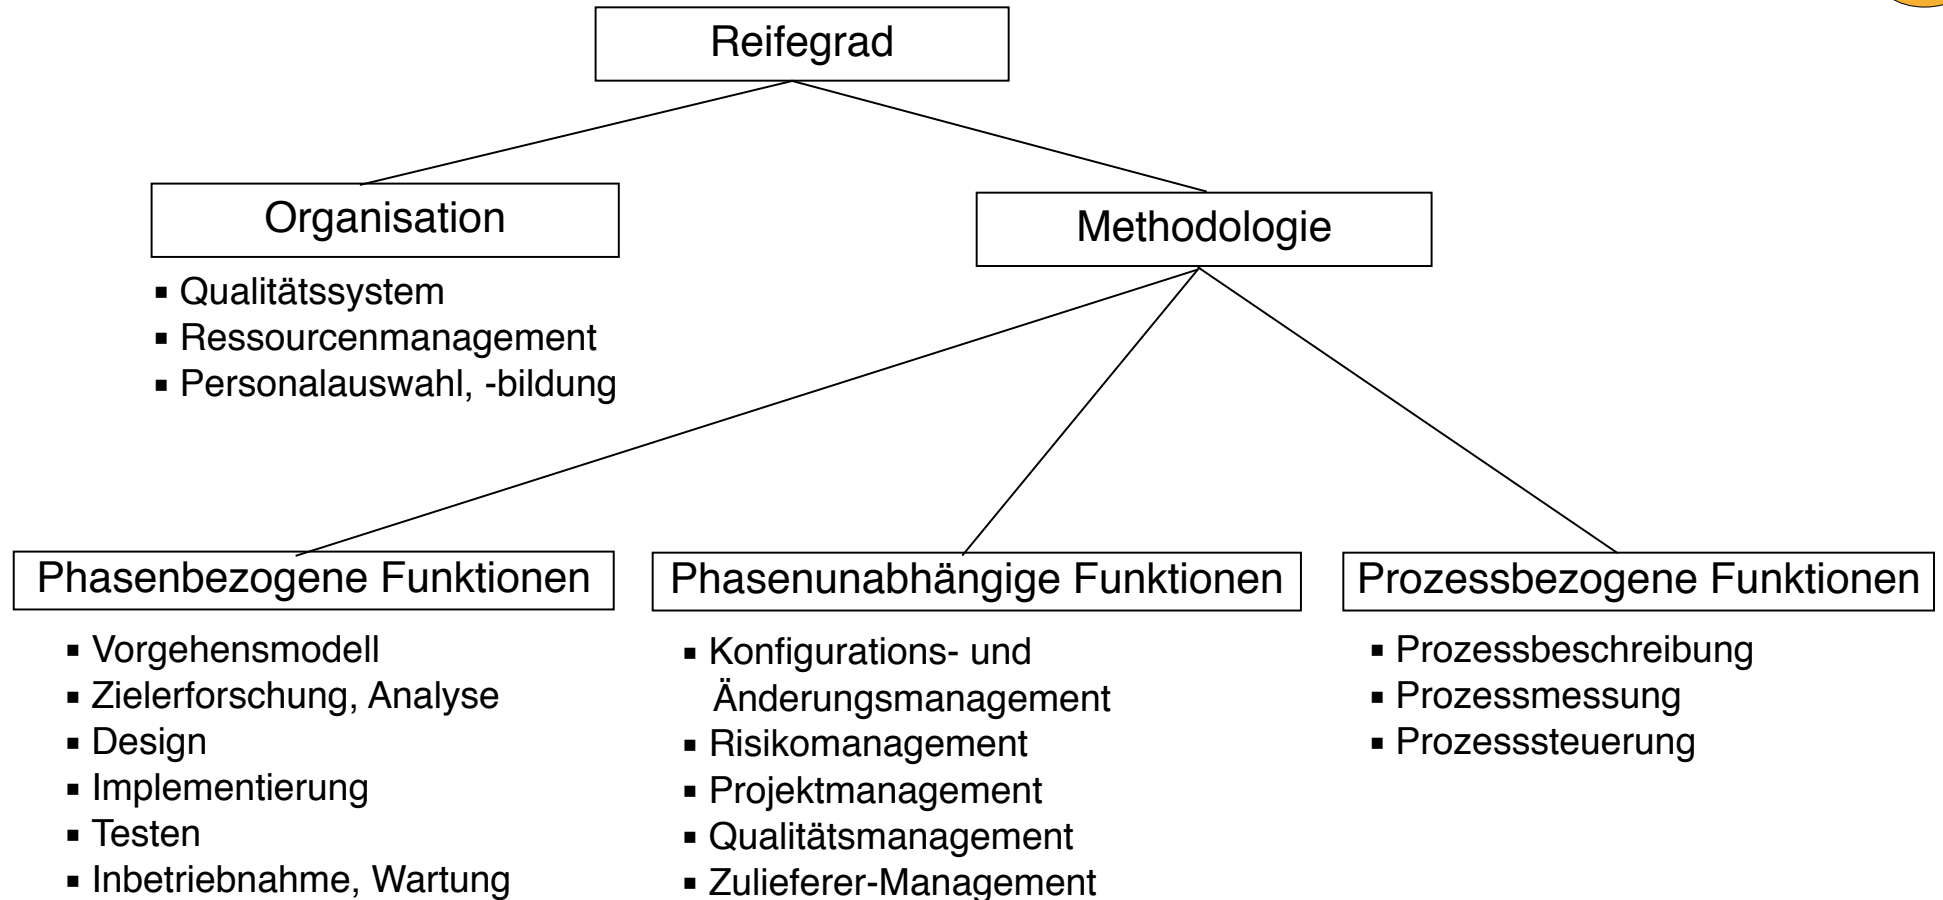 Reifegrad
Organisation
Methodologie
▪ Qualitätssystem
▪ Ressourcenmanagement
▪ Personalauswahl, -bildung
Phasenbezogene Funktionen
▪ Vorgehensmodell
▪ Zielerforschung, Analyse
▪ Design
▪ Implementierung
▪ Testen
▪ Inbetriebnahme, Wartung
Phasenunabhängige Funktionen
▪ Konfigurations- und
Änderungsmanagement
▪ Risikomanagement
▪ Projektmanagement
▪ Qualitätsmanagement
▪ Zulieferer-Management
Prozessbezogene Funktionen
▪ Prozessbeschreibung
▪ Prozessmessung
▪ Prozesssteuerung